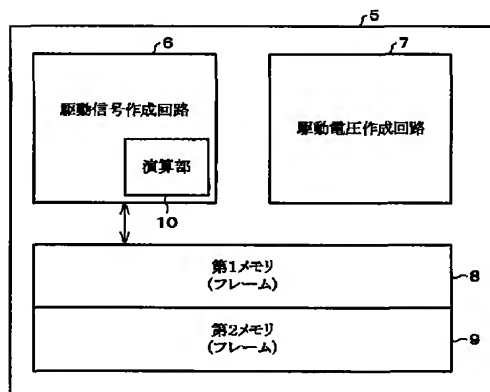 5
6
7
駆動信号作成回路
駆動電圧作成回路
演算部
10
第1メモリ
(フレーム)
8
第2メモリ
(フレーム)
9